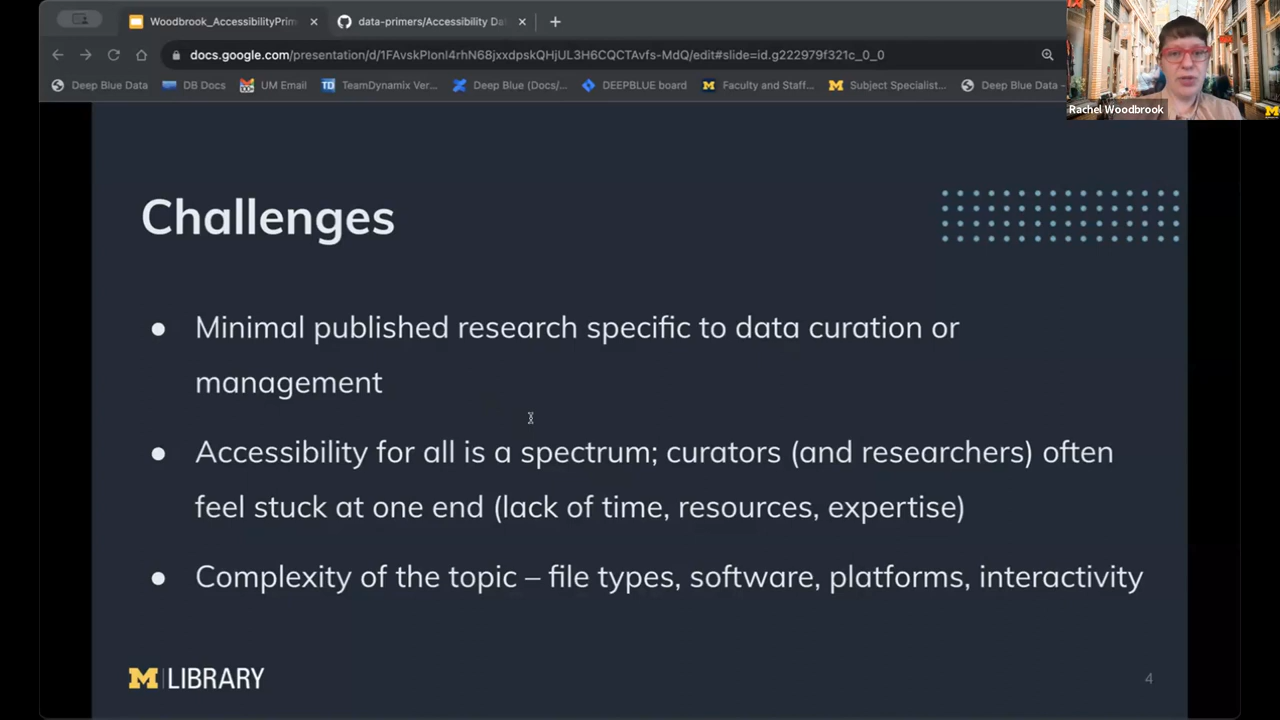 Woodbrook_AccessibilityPrim
data-primers/Accessibility Da
docs.google.com/presentation/d/1FAvskPIonI4rhN68jxxdpskQHjUL3H6CQCTAvfs-MdQ/edit#slide=id.g222979f321c_0_0
Deep Blue Data
DB Docs
UM Email
TD
TeamDynamix Ver...
Deep Blue (Docs/...
DEEPBLUE board
M
Faculty and Staff...
M
Subject Specialist...
Deep Blue Data -
Rachel Woodbrook
M
Challenges
● Minimal published research specific to data curation or
management
● Accessibility for all is a spectrum; curators (and researchers) often
feel stuck at one end (lack of time, resources, expertise)
● Complexity of the topic – file types, software, platforms, interactivity
M LIBRARY
4